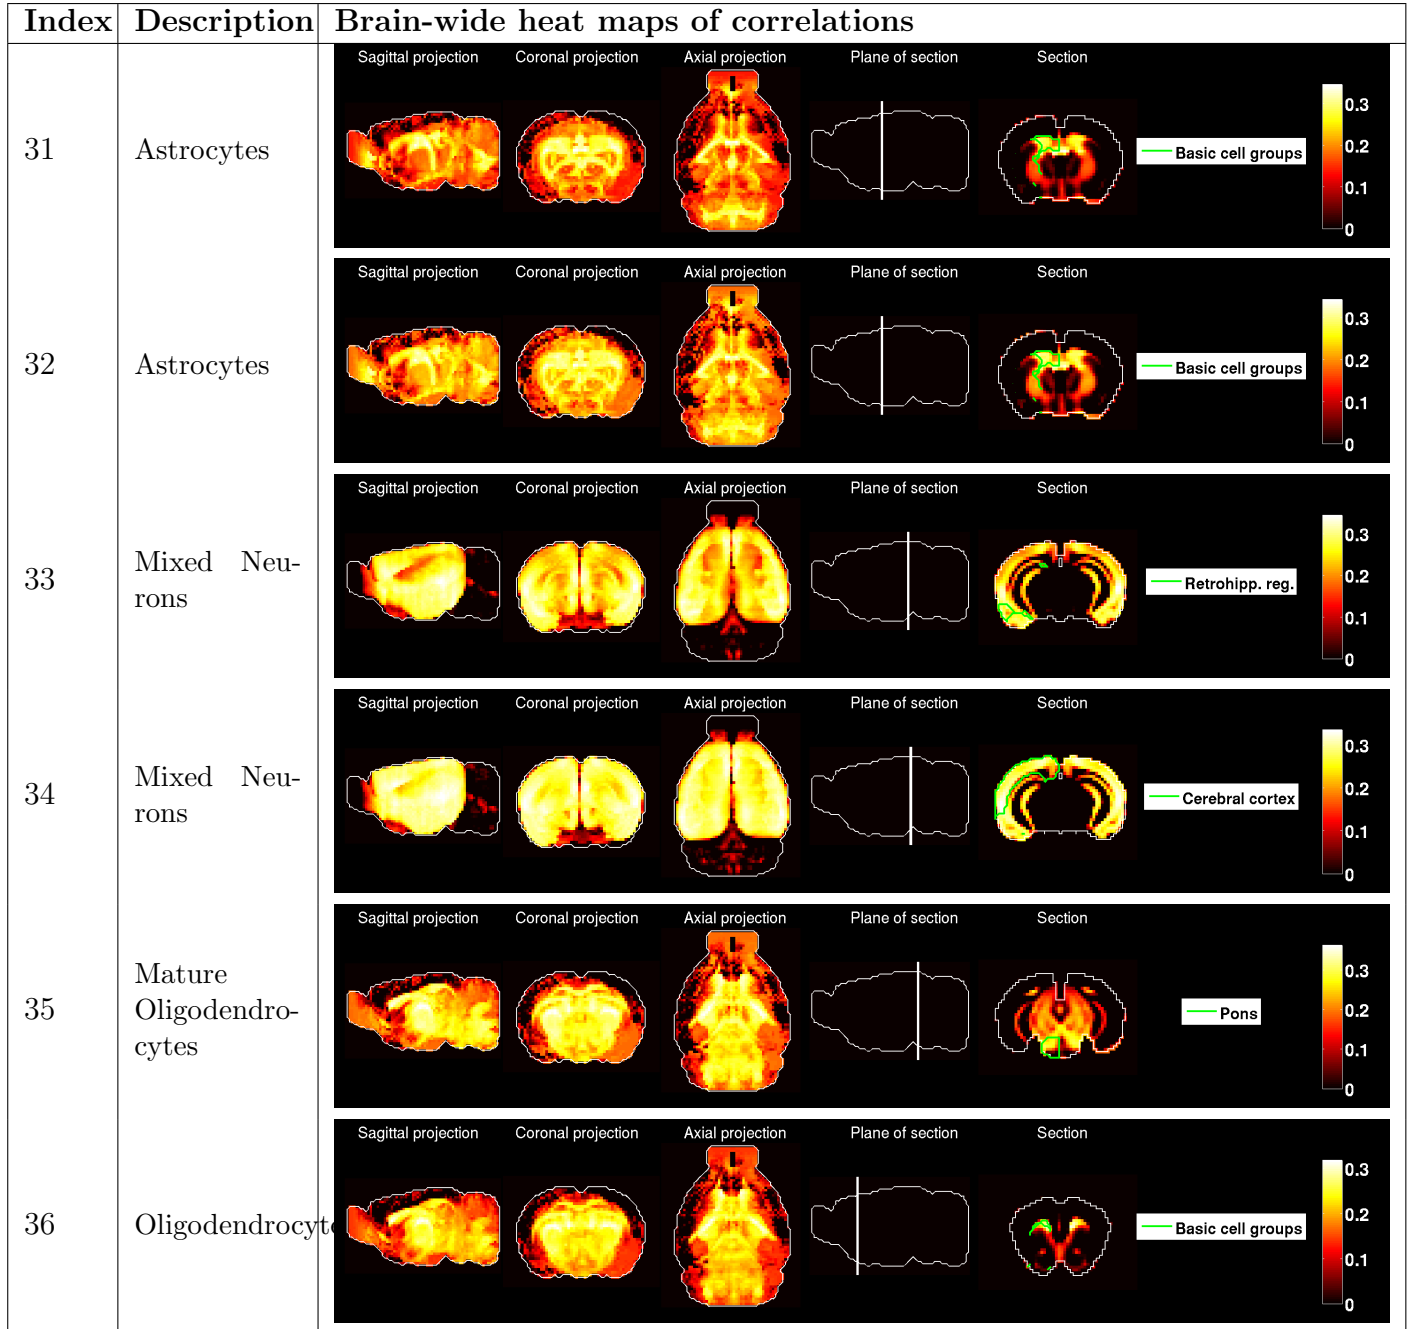 Index Description Brain-wide heat maps of correlations
Sagittal projection Coronal projection Axial projection Plane of section Section
31 Astrocytes
Basic cell groups
0.3
0.2
0.1
0
Sagittal projection Coronal projection Axial projection Plane of section Section
32 Astrocytes
Basic cell groups
0.3
0.2
0.1
0
Sagittal projection Coronal projection Axial projection Plane of section Section
33 Mixed Neu-
rons
Retrohipp. reg.
0.3
0.2
0.1
0
Sagittal projection Coronal projection Axial projection Plane of section Section
34 Mixed Neu-
rons
Cerebral cortex
0.3
0.2
0.1
0
Sagittal projection Coronal projection Axial projection Plane of section Section
35 Mature
Oligodendro-
cytes
Pons
0.3
0.2
0.1
0
Sagittal projection Coronal projection Axial projection Plane of section Section
36 Oligodendrocyte
Basic cell groups
0.3
0.2
0.1
0